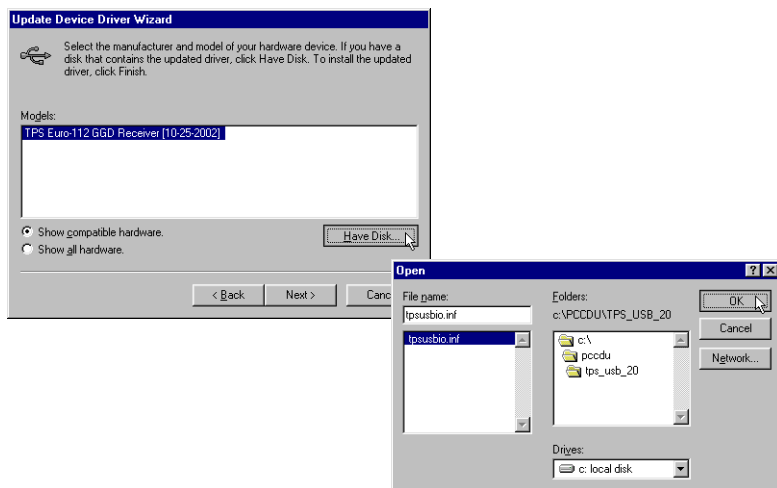 Update Device Driver Wizard
Select the manufacturer and model of your hardware device. If you have a
disk that contains the updated driver, click Have Disk. To install the updated
driver, click Finish.
Models:
TPS Euro-112 GGD Receiver [10-25-2002]
Show compatible hardware.
Show all hardware.
Have Disk...
< Back
Next >
Canc
Open
File name:
tpsusbio.inf
tpsusbio.inf
Folders:
c:\PCCDU\TPS_USB_20
c:\
pccdu
tps_usb_20
OK
Cancel
Network...
Drives:
c: local disk